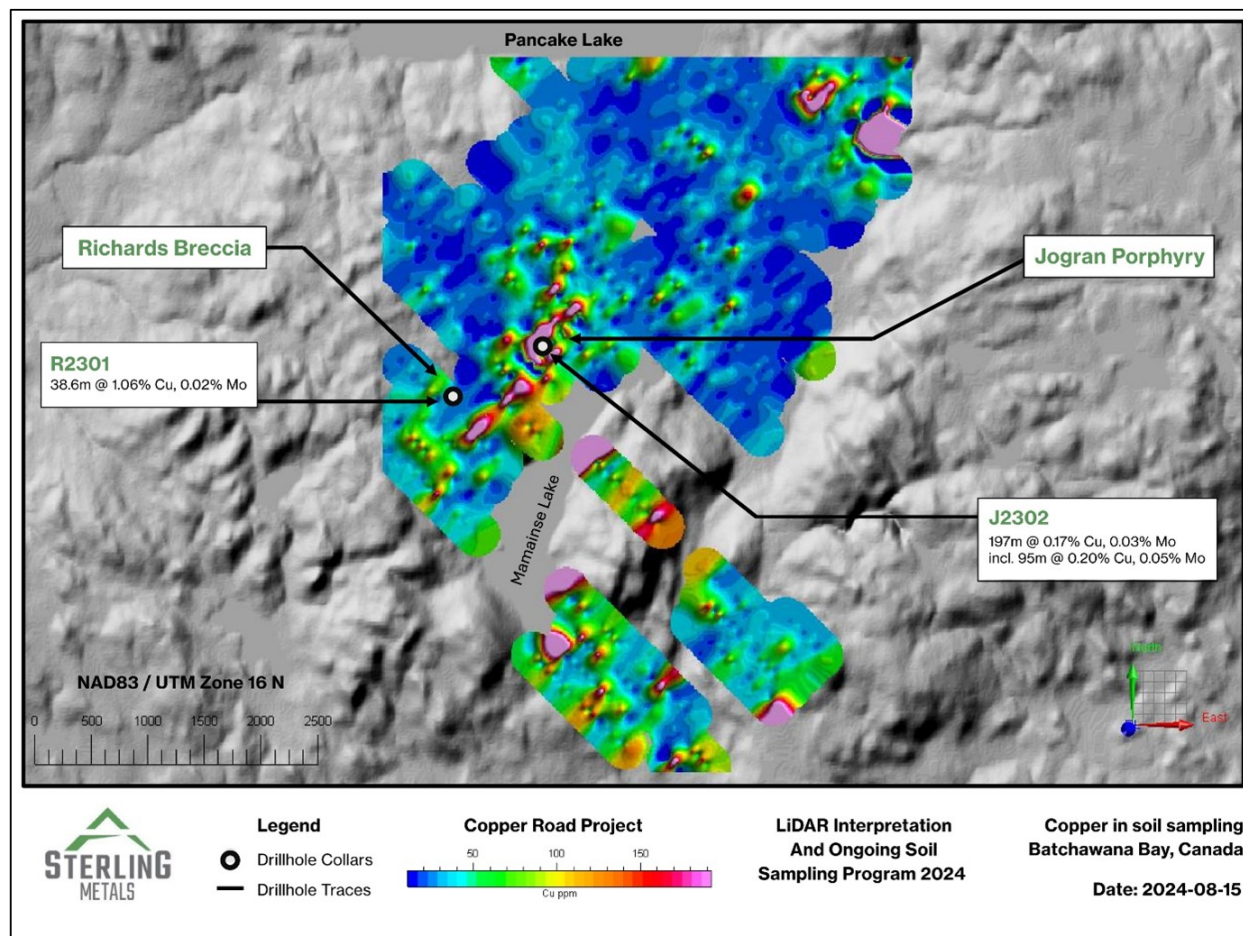 Pancake Lake
Richards Breccia
Jogran Porphyry
R2301
38.6m @ 1.06% Cu, 0.02% Mo
Mamainse Lake
J2302
197m @ 0.17% Cu, 0.03% Mo
incl. 95m @ 0.20% Cu, 0.05% Mo
NAD83 / UTM Zone 16 N
0 500 1000 1500 2000 2500
North
East
STERLING
METALS
Legend
Drillhole Collars
Drillhole Traces
Copper Road Project
50 100 150
Cu ppm
LiDAR Interpretation
And Ongoing Soil
Sampling Program 2024
Copper in soil sampling
Batchawana Bay, Canada
Date: 2024-08-15